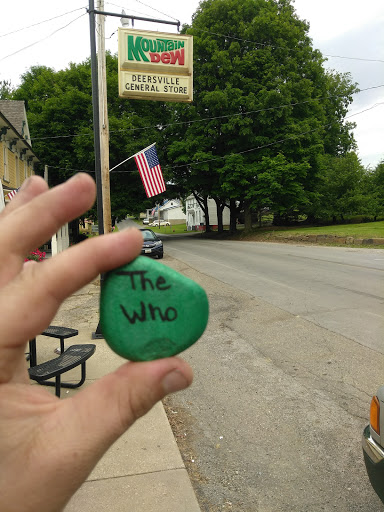 MOUNTAIN
DEW
DEERSVILLE
GENERAL STORE
The
Who